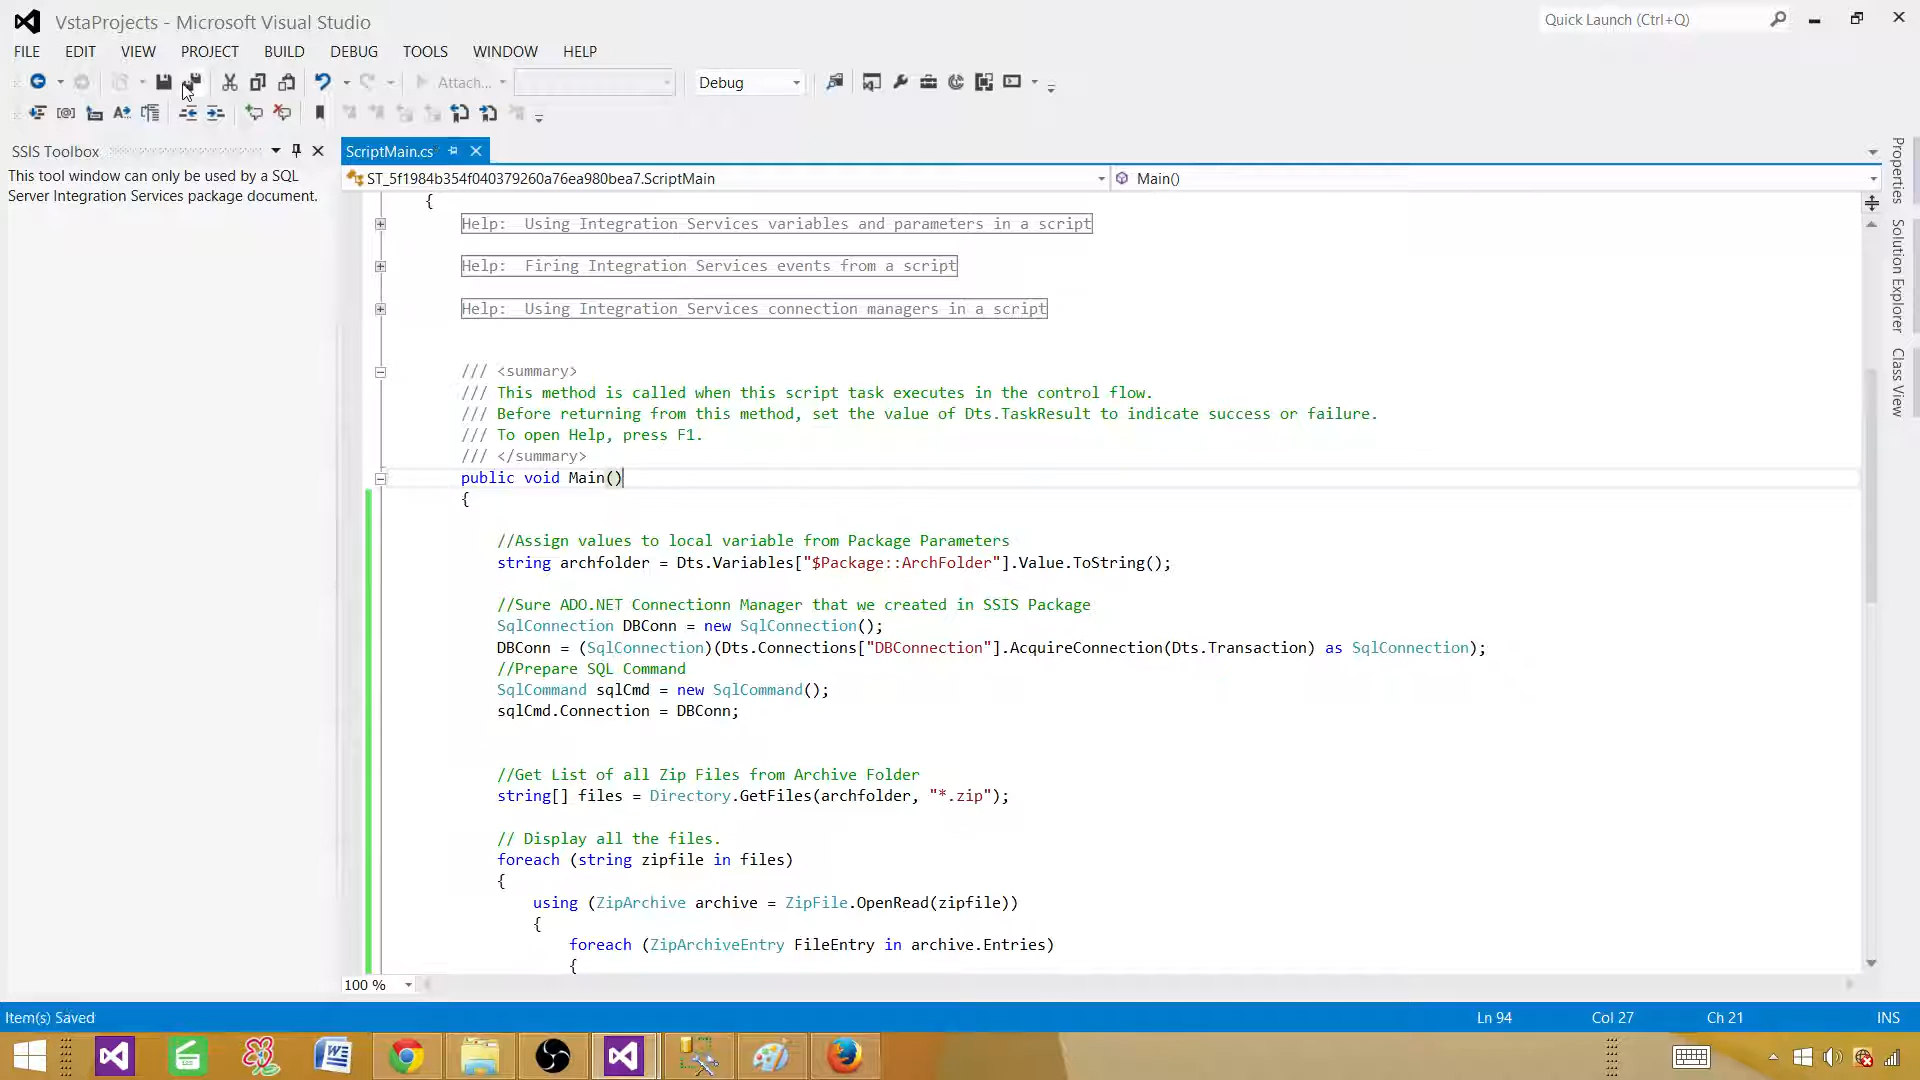 VstaProjects - Microsoft Visual Studio
Quick Launch (Ctrl+Q)
FILE EDIT VIEW PROJECT BUILD DEBUG TOOLS WINDOW HELP
Attach...
Debug
SSIS Toolbox
This tool window can only be used by a SQL
Server Integration Services package document.
ScriptMain.cs*
ST_5f1984b354f040379260a76ea980bea7.ScriptMain
Main()
{
Help:  Using Integration Services variables and parameters in a script
Help:  Firing Integration Services events from a script
Help:  Using Integration Services connection managers in a script
/// <summary>
/// This method is called when this script task executes in the control flow.
/// Before returning from this method, set the value of Dts.TaskResult to indicate success or failure.
/// To open Help, press F1.
/// </summary>
public void Main()
{
//Assign values to local variable from Package Parameters
string archfolder = Dts.Variables["$Package::ArchFolder"].Value.ToString();
//Sure ADO.NET Connectionn Manager that we created in SSIS Package
SqlConnection DBConn = new SqlConnection();
DBConn = (SqlConnection)(Dts.Connections["DBConnection"].AcquireConnection(Dts.Transaction) as SqlConnection);
//Prepare SQL Command
SqlCommand sqlCmd = new SqlCommand();
sqlCmd.Connection = DBConn;
//Get List of all Zip Files from Archive Folder
string[] files = Directory.GetFiles(archfolder, "*.zip");
// Display all the files.
foreach (string zipfile in files)
{
using (ZipArchive archive = ZipFile.OpenRead(zipfile))
{
foreach (ZipArchiveEntry FileEntry in archive.Entries)
{
100 %
Properties
Solution Explorer
Class View
Item(s) Saved
Ln 94
Col 27
Ch 21
INS